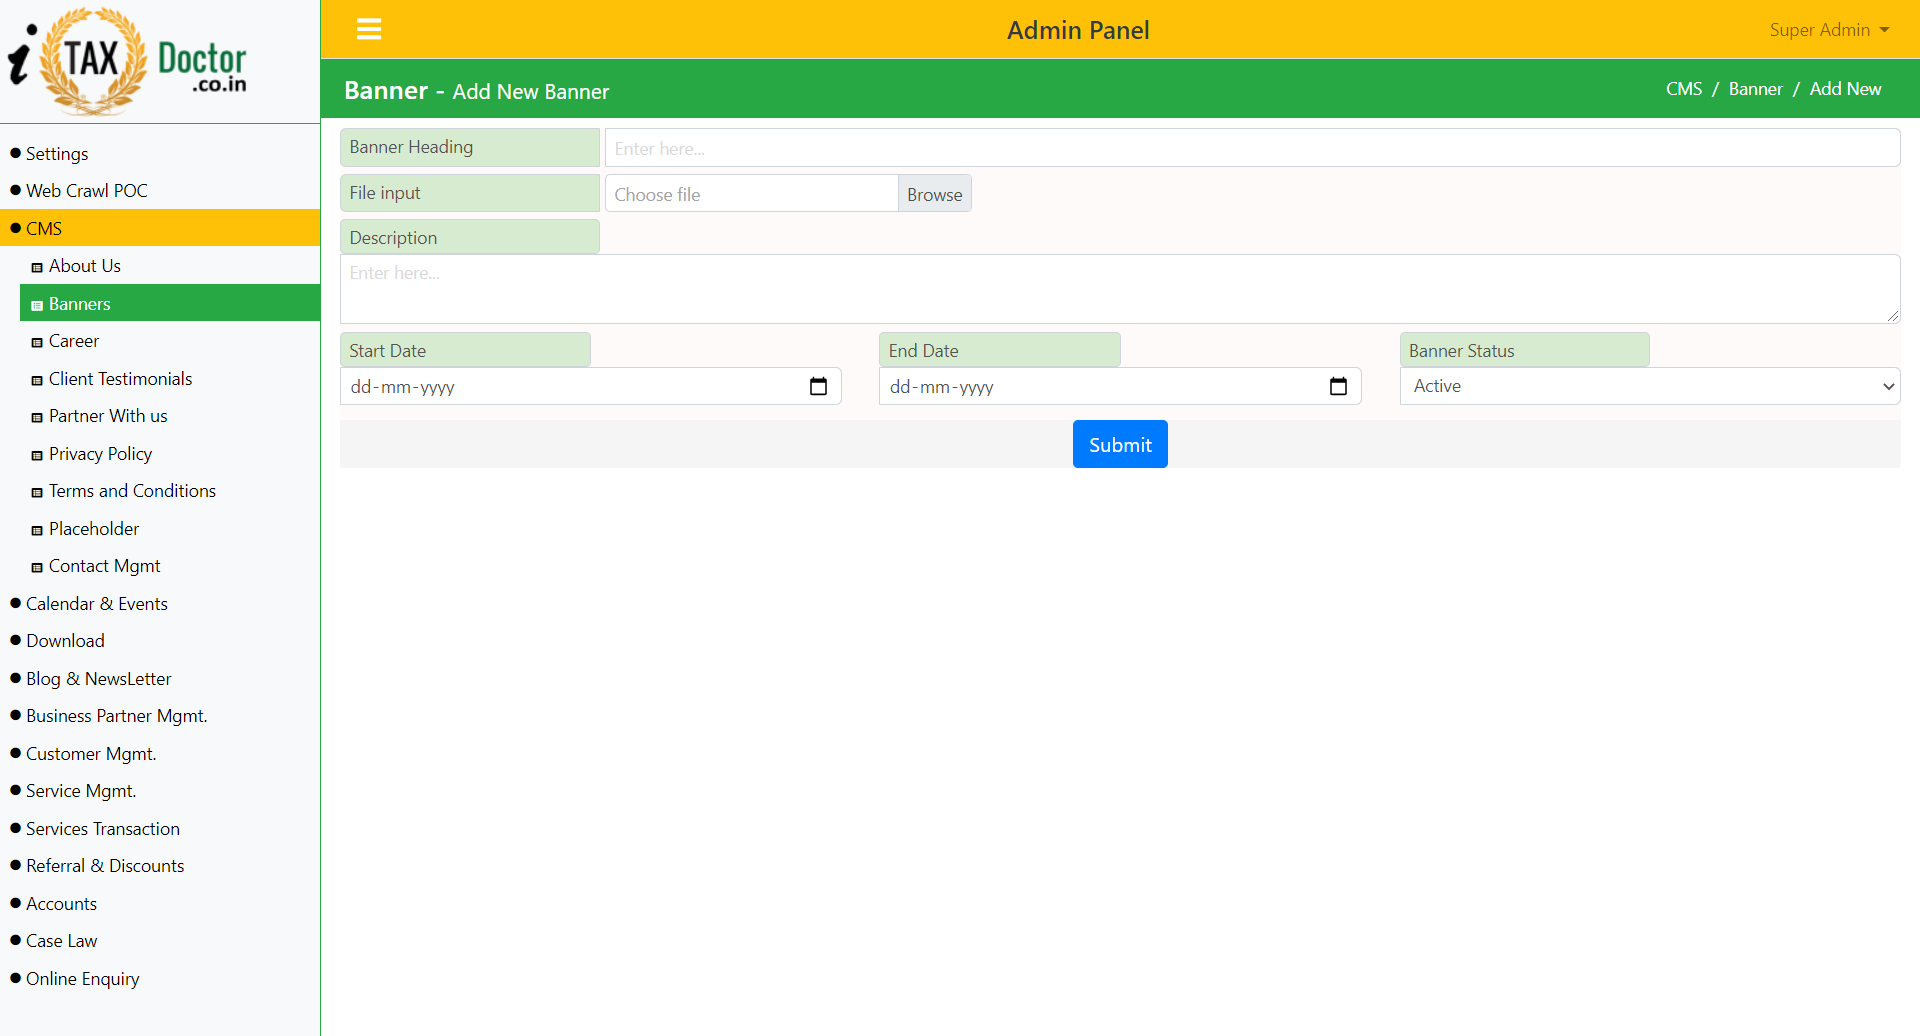 i TAX Doctor
.co.in
Admin Panel
Super Admin
Banner - Add New Banner
CMS / Banner / Add New
Settings
Web Crawl POC
CMS
About Us
Banners
Career
Client Testimonials
Partner With us
Privacy Policy
Terms and Conditions
Placeholder
Contact Mgmt
Calendar & Events
Download
Blog & NewsLetter
Business Partner Mgmt.
Customer Mgmt.
Service Mgmt.
Services Transaction
Referral & Discounts
Accounts
Case Law
Online Enquiry
Banner Heading
Enter here...
File input
Choose file
Browse
Description
Enter here...
Start Date
dd-mm-yyyy
End Date
dd-mm-yyyy
Banner Status
Active
Submit